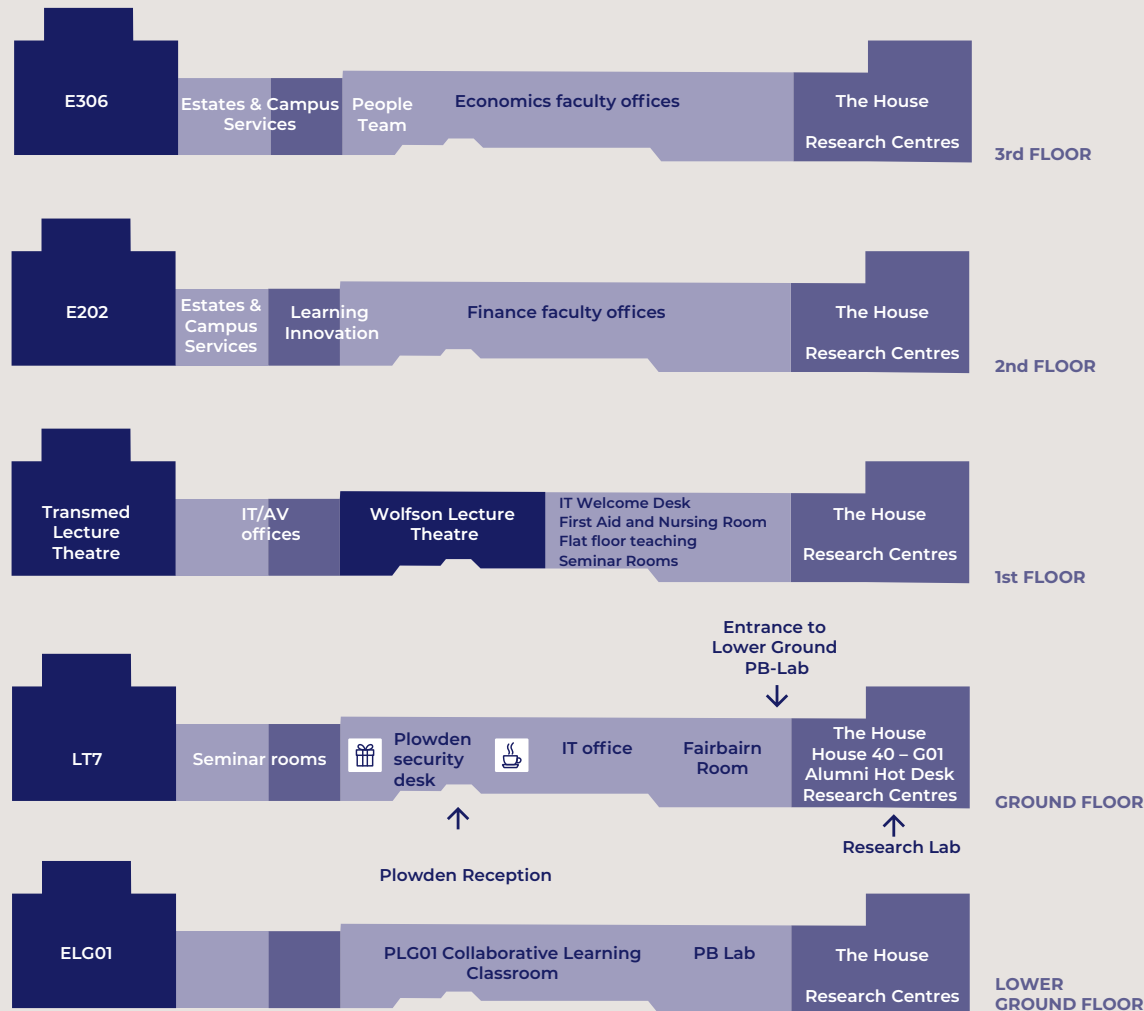 E306
Estates & Campus
Services
People
Team
Economics faculty offices
The House
Research Centres
3rd FLOOR
E202
Estates &
Campus
Services
Learning
Innovation
Finance faculty offices
The House
Research Centres
2nd FLOOR
Transmed
Lecture
Theatre
IT/AV
offices
Wolfson Lecture
Theatre
IT Welcome Desk
First Aid and Nursing Room
Flat floor teaching
Seminar Rooms
The House
Research Centres
1st FLOOR
Entrance to
Lower Ground
PB-Lab
LT7
Seminar rooms
Plowden
security
desk
IT office
Fairbairn
Room
The House
House 40 – G01
Alumni Hot Desk
Research Centres
GROUND FLOOR
Research Lab
Plowden Reception
ELG01
PLG01 Collaborative Learning
Classroom
PB Lab
The House
Research Centres
LOWER
GROUND FLOOR